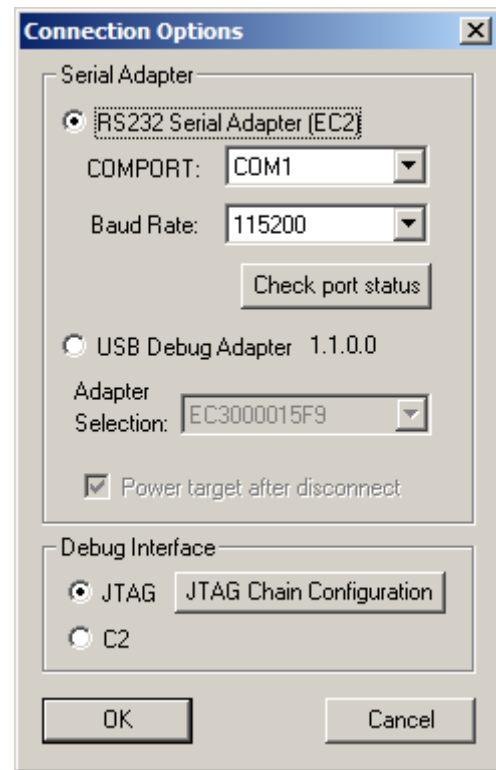 Connection Options
Serial Adapter
RS232 Serial Adapter (EC2)
COMPORT: COM1
Baud Rate: 115200
Check port status
USB Debug Adapter 1.1.0.0
Adapter
Selection: EC3000015F9
Power target after disconnect
Debug Interface
JTAG JTAG Chain Configuration
C2
OK Cancel